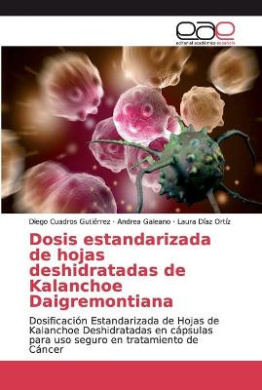 eae
editorial académica española
Diego Cuadros Gutiérrez · Andrea Galeano · Laura Díaz Ortíz
Dosis estandarizada
de hojas
deshidratadas de
Kalanchoe
Daigremontiana
Dosificación Estandarizada de Hojas de
Kalanchoe Deshidratadas en cápsulas
para uso seguro en tratamiento de
Cáncer